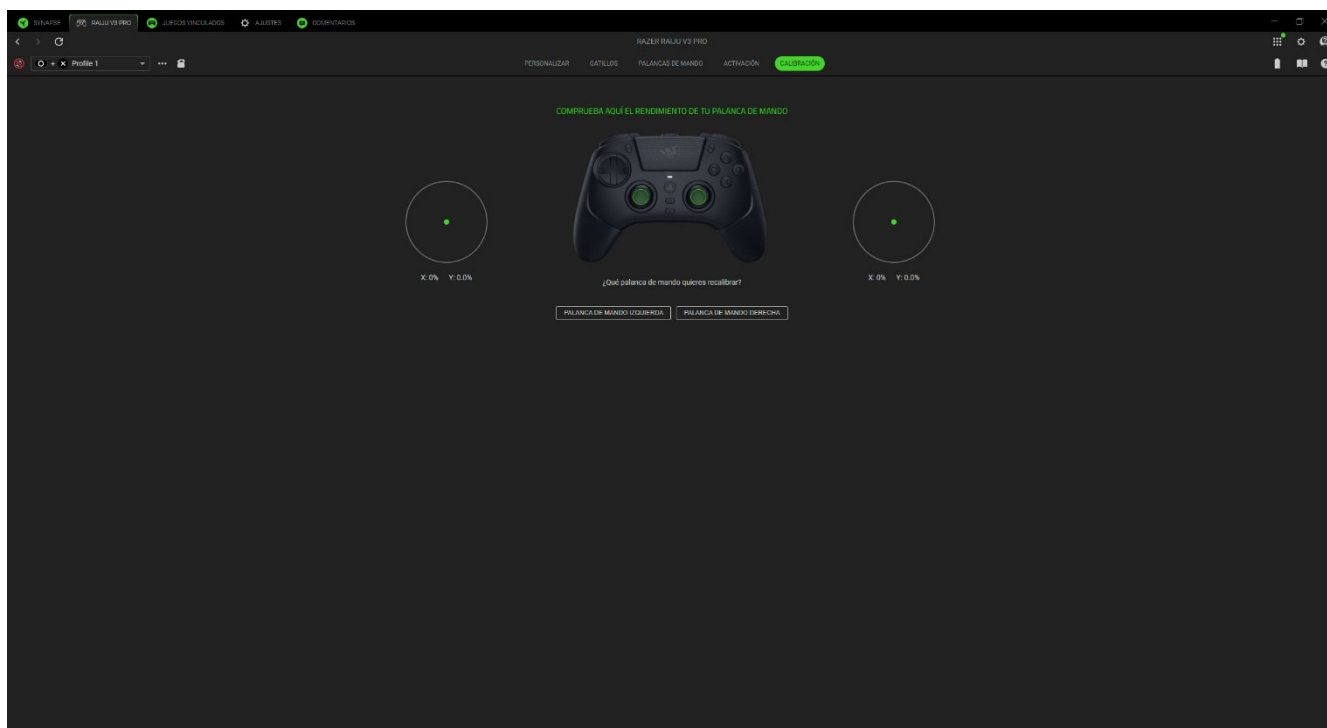 SYNAPSE RAIJU V3 PRO JUEGOS VINCULADOS AJUSTES COMENTARIOS
RAZER RAIJU V3 PRO
O + X Profile 1 PERSONALIZAR GATILLOS PALANCAS DE MANDO ACTIVACIÓN CALIBRACIÓN
COMPRUEBA AQUÍ EL RENDIMIENTO DE TU PALANCA DE MANDO
X: 0% Y: 0.0% X: 0% Y: 0.0%
¿Qué palanca de mando quieres recalibrar?
PALANCA DE MANDO IZQUIERDA PALANCA DE MANDO DERECHA